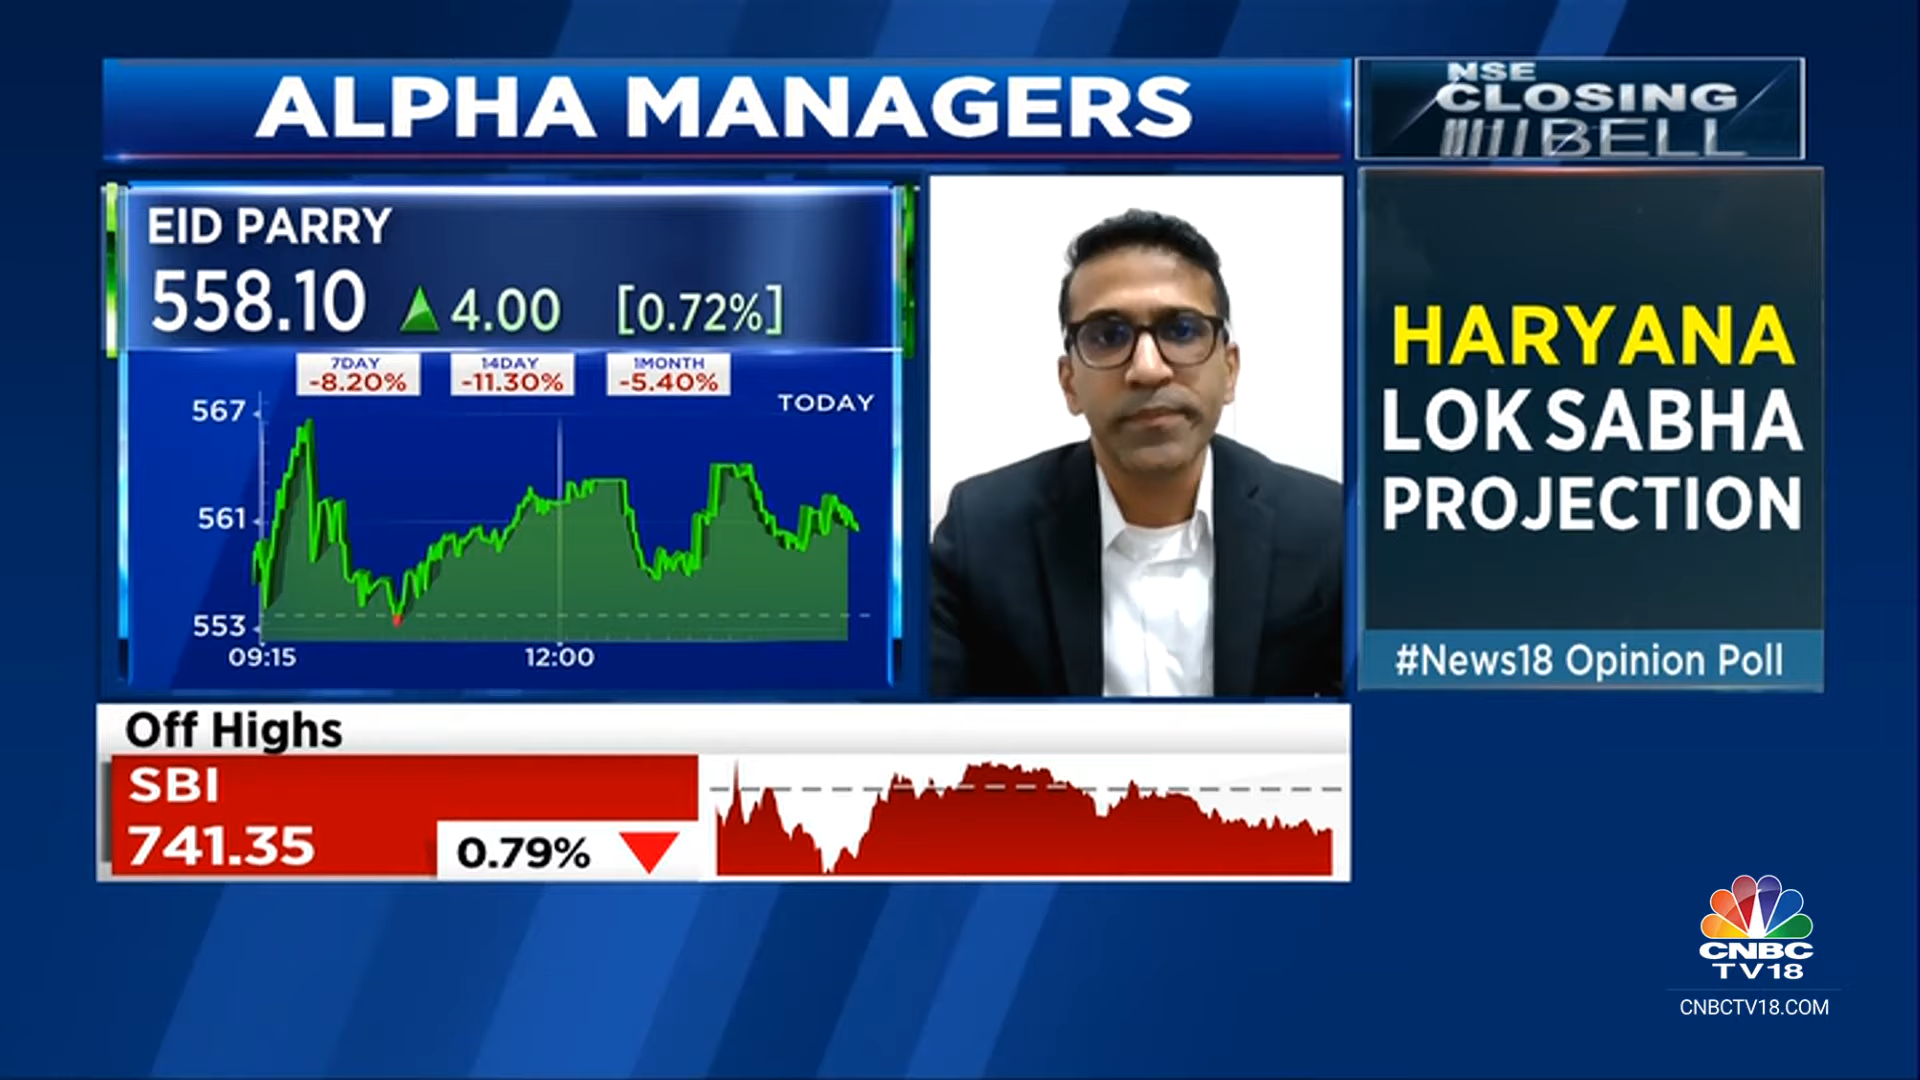 ALPHA MANAGERS
NSE
CLOSING
BELL
EID PARRY
558.10 ▲ 4.00 [0.72%]
7DAY
-8.20%
14DAY
-11.30%
1MONTH
-5.40%
TODAY
567
561
553
09:15
12:00
HARYANA
LOK SABHA
PROJECTION
#News18 Opinion Poll
Off Highs
SBI
741.35
0.79% ▼
CNBC
TV18
CNBCTV18.COM